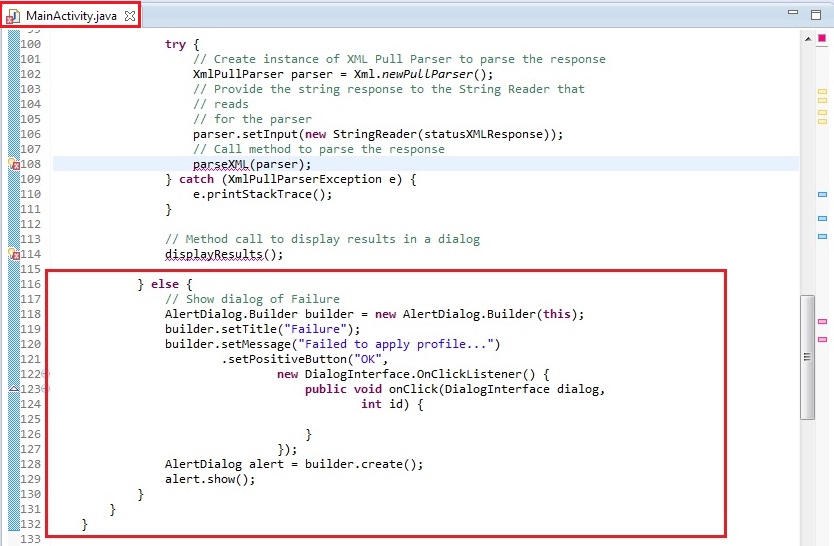 MainActivity.java
99
100 try {
101 // Create instance of XML Pull Parser to parse the response
102 XmlPullParser parser = Xml.newPullParser();
103 // Provide the string response to the String Reader that
104 // reads
105 // for the parser
106 parser.setInput(new StringReader(statusXMLResponse));
107 // Call method to parse the response
108 parseXML(parser);
109 } catch (XmlPullParserException e) {
110 e.printStackTrace();
111 }
112
113 // Method call to display results in a dialog
114 displayResults();
115
116 } else {
117 // Show dialog of Failure
118 AlertDialog.Builder builder = new AlertDialog.Builder(this);
119 builder.setTitle("Failure");
120 builder.setMessage("Failed to apply profile...")
121 .setPositiveButton("OK",
122 new DialogInterface.OnClickListener() {
123 public void onClick(DialogInterface dialog,
124 int id) {
125
126 }
127 });
128 AlertDialog alert = builder.create();
129 alert.show();
130 }
131 }
132 }
133